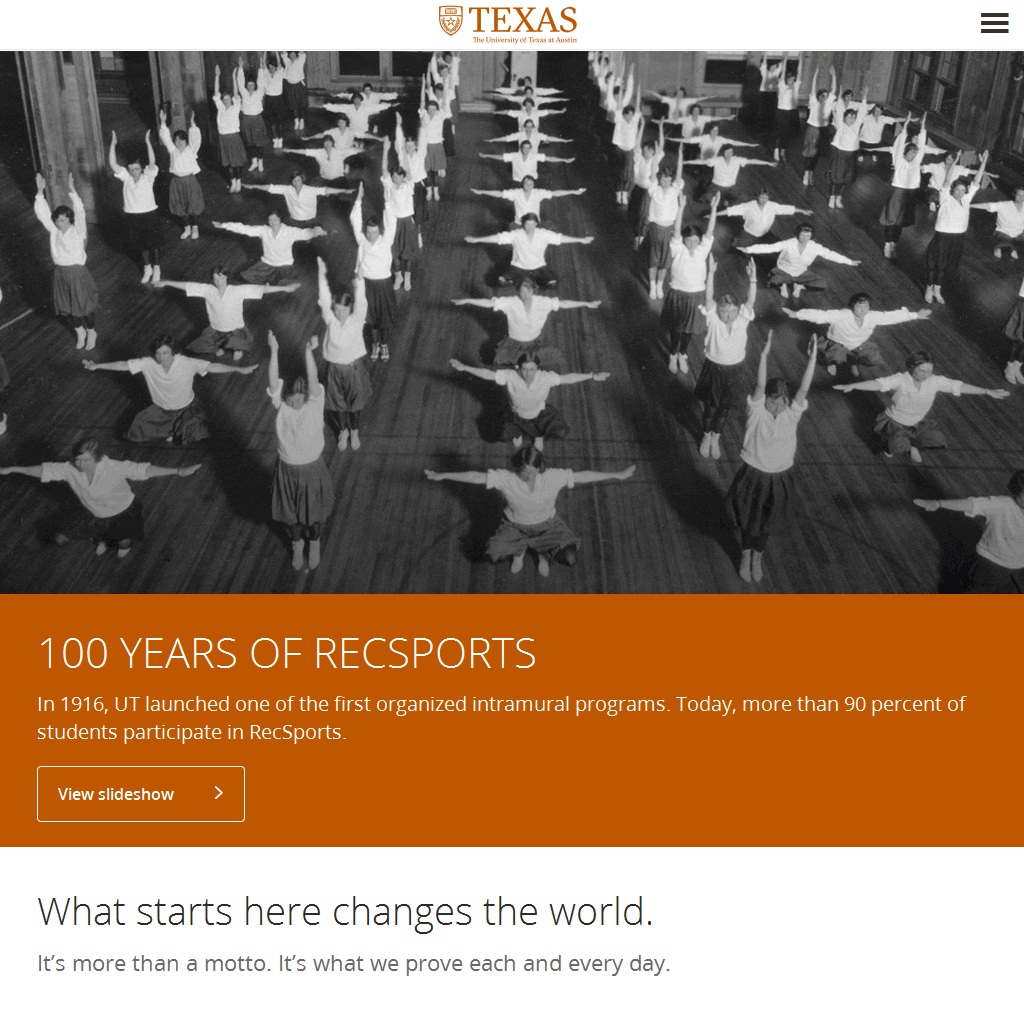 TEXAS
The University of Texas at Austin
100 YEARS OF RECSPORTS
In 1916, UT launched one of the first organized intramural programs. Today, more than 90 percent of
students participate in RecSports.
View slideshow
What starts here changes the world.
It’s more than a motto. It’s what we prove each and every day.